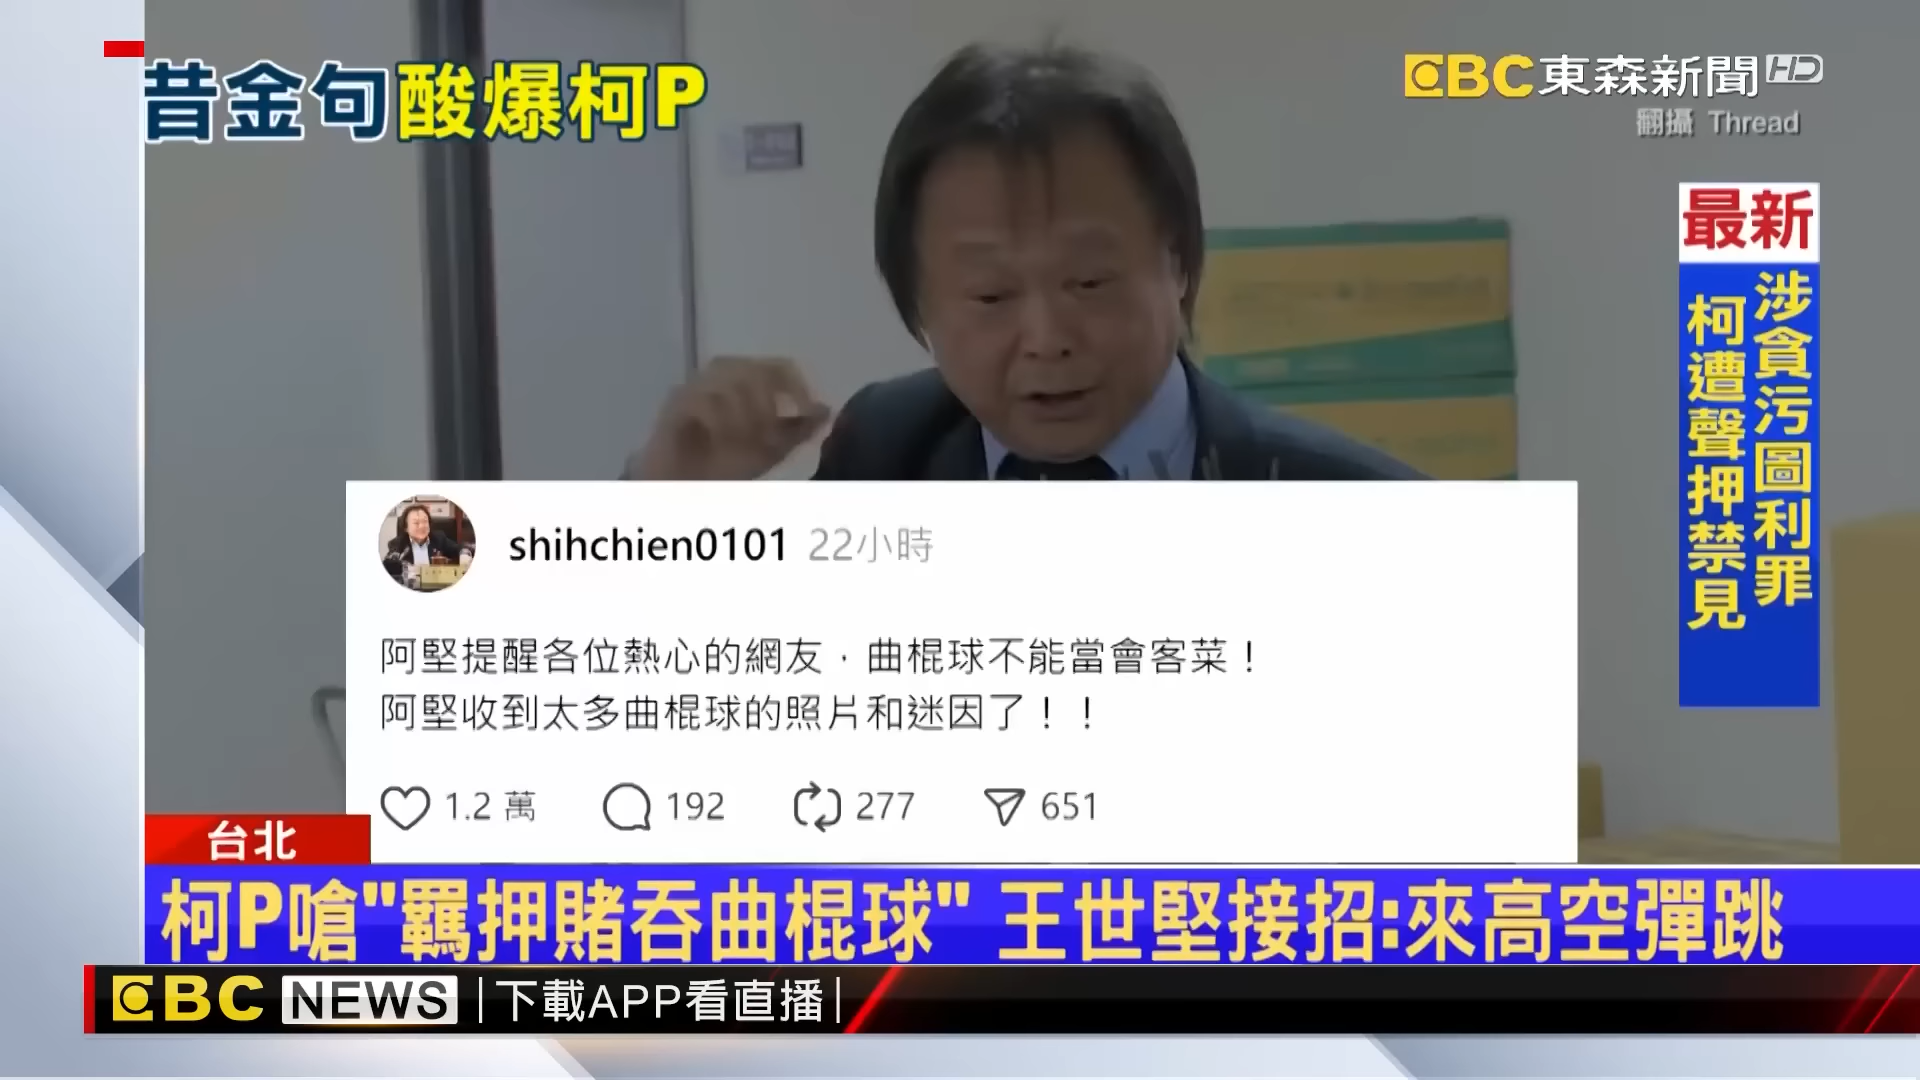 昔金句酸爆柯P
EBC東森新聞HD
翻攝 Thread
最新
涉貪污圖利罪
柯遭聲押禁見
shihchien0101 22小時
阿堅提醒各位熱心的網友，曲棍球不能當會客菜！
阿堅收到太多曲棍球的照片和迷因了！！
1.2 萬 192 277 651
台北
柯P嗆"羈押賭吞曲棍球" 王世堅接招:來高空彈跳
EBC NEWS |下載APP看直播|